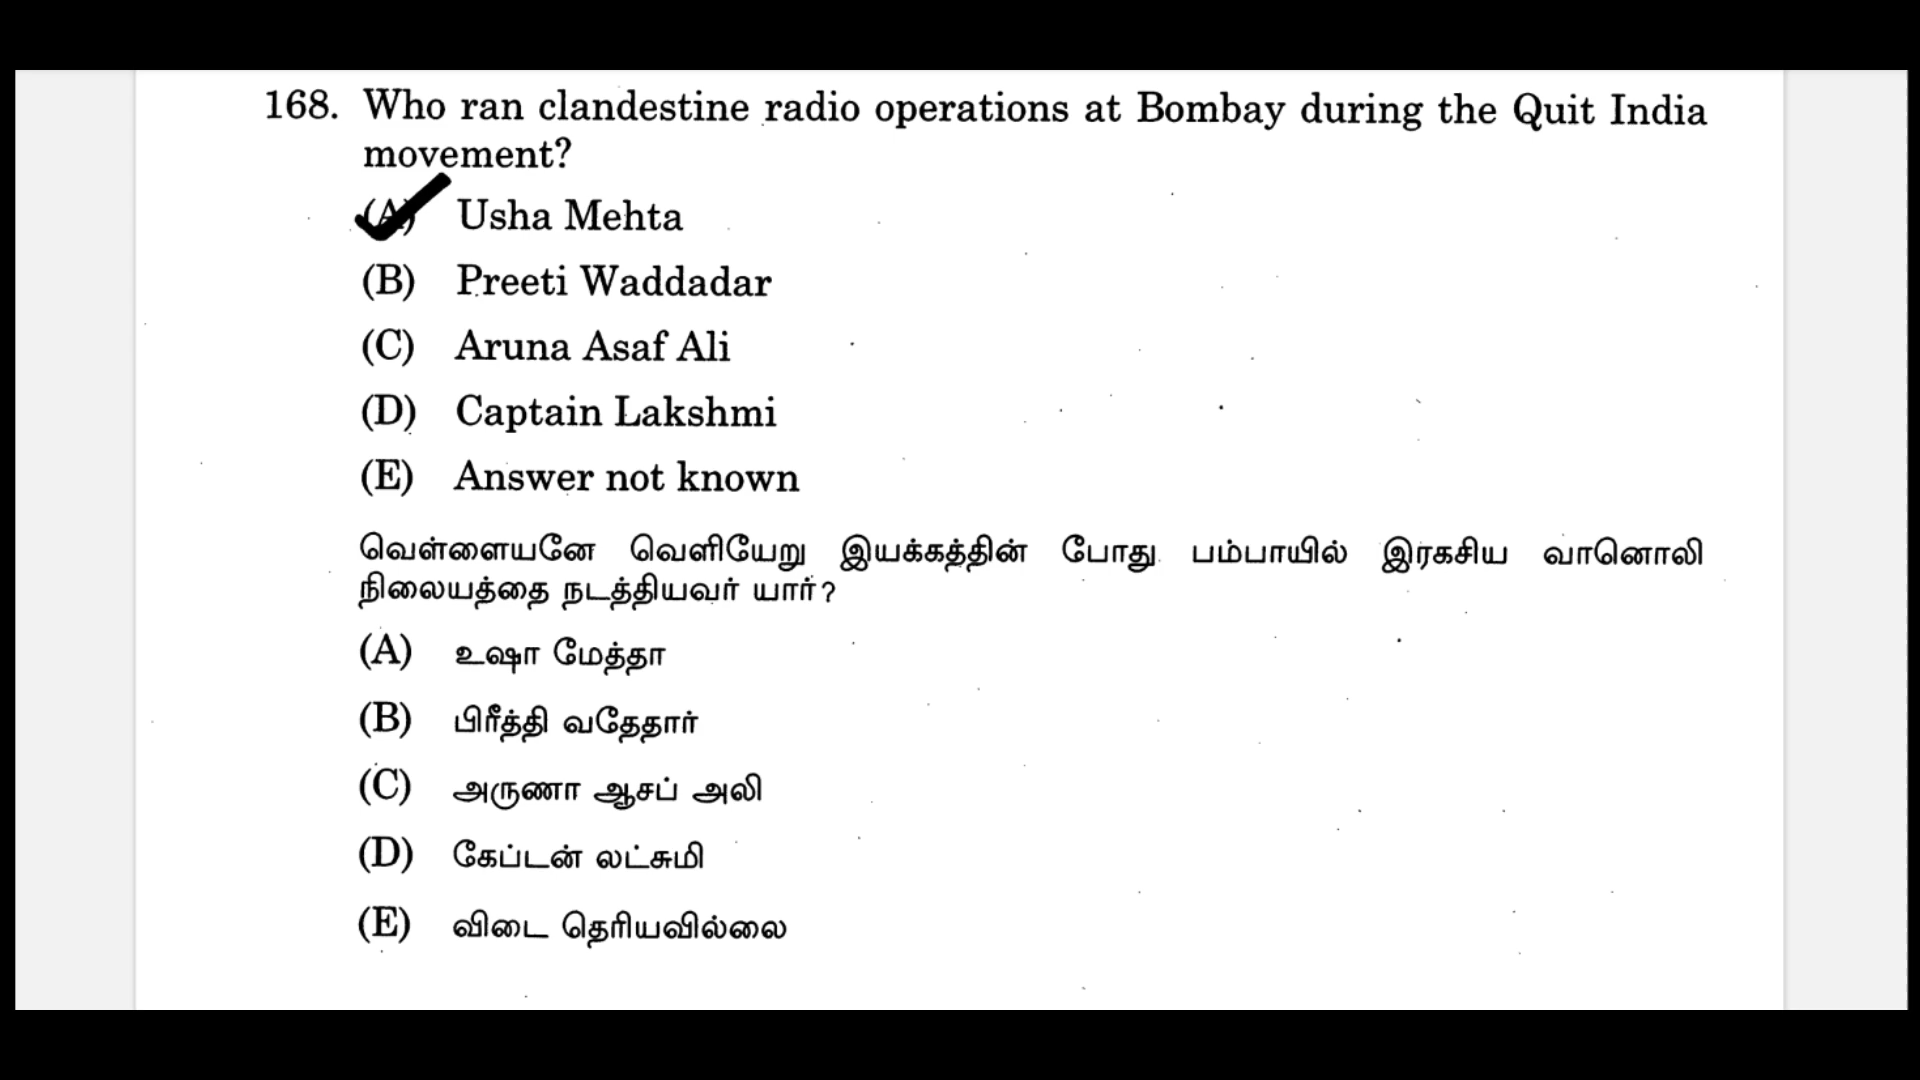 168. Who ran clandestine radio operations at Bombay during the Quit India
movement?
(A) Usha Mehta
(B) Preeti Waddadar
(C) Aruna Asaf Ali
(D) Captain Lakshmi
(E) Answer not known
வெள்ளையனே வெளியேறு இயக்கத்தின் போது பம்பாயில் இரகசிய வானொலி
நிலையத்தை நடத்தியவர் யார்?
(A) உஷா மேத்தா
(B) பிரீத்தி வதேதார்
(C) அருணா ஆசப் அலி
(D) கேப்டன் லட்சுமி
(E) விடை தெரியவில்லை